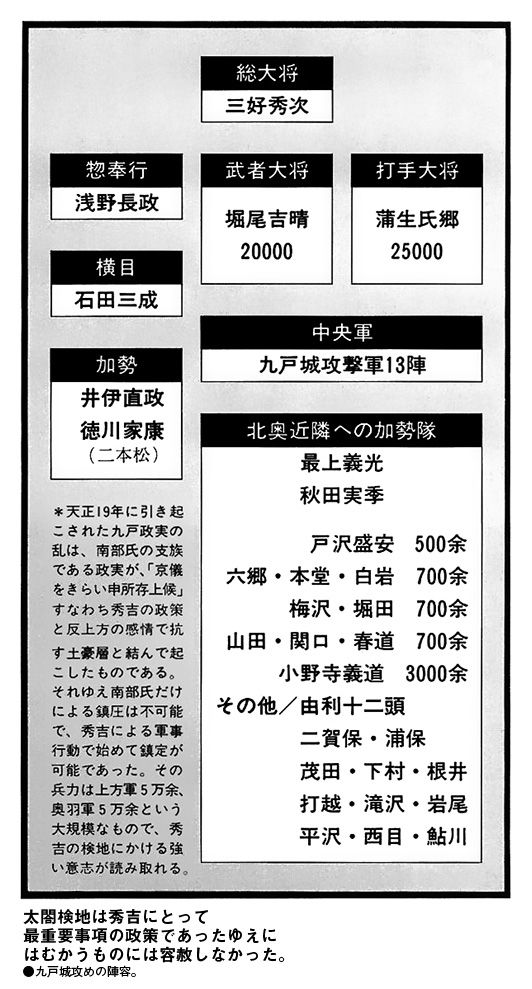 総大将
三好秀次
惣奉行
浅野長政
武者大将
堀尾吉晴
20000
打手大将
蒲生氏郷
25000
横目
石田三成
中央軍
九戸城攻撃軍13陣
加勢
井伊直政
徳川家康
（二本松）
北奥近隣への加勢隊
最上義光
秋田実季
戸沢盛安 500余
六郷・本堂・白岩 700余
梅沢・堀田 700余
山田・関口・春道 700余
小野寺義道 3000余
その他／由利十二頭
二賀保・浦保
茂田・下村・根井
打越・滝沢・岩尾
平沢・西目・鮎川
＊天正19年に引き起
こされた九戸政実の
乱は、南部氏の支族
である政実が、「京儀
をきらい申所存上候」
すなわち秀吉の政策
と反上方の感情で抗
す土豪層と結んで起
こしたものである。
それゆえ南部氏だけ
による鎮圧は不可能
で、秀吉による軍事
行動で始めて鎮定が
可能であった。その
兵力は上方軍5万余、
奥羽軍5万余という
大規模なもので、秀
吉の検地にかける強
い意志が読み取れる。
太閤検地は秀吉にとって
最重要事項の政策であったゆえに
はむかうものには容赦しなかった。
●九戸城攻めの陣容。